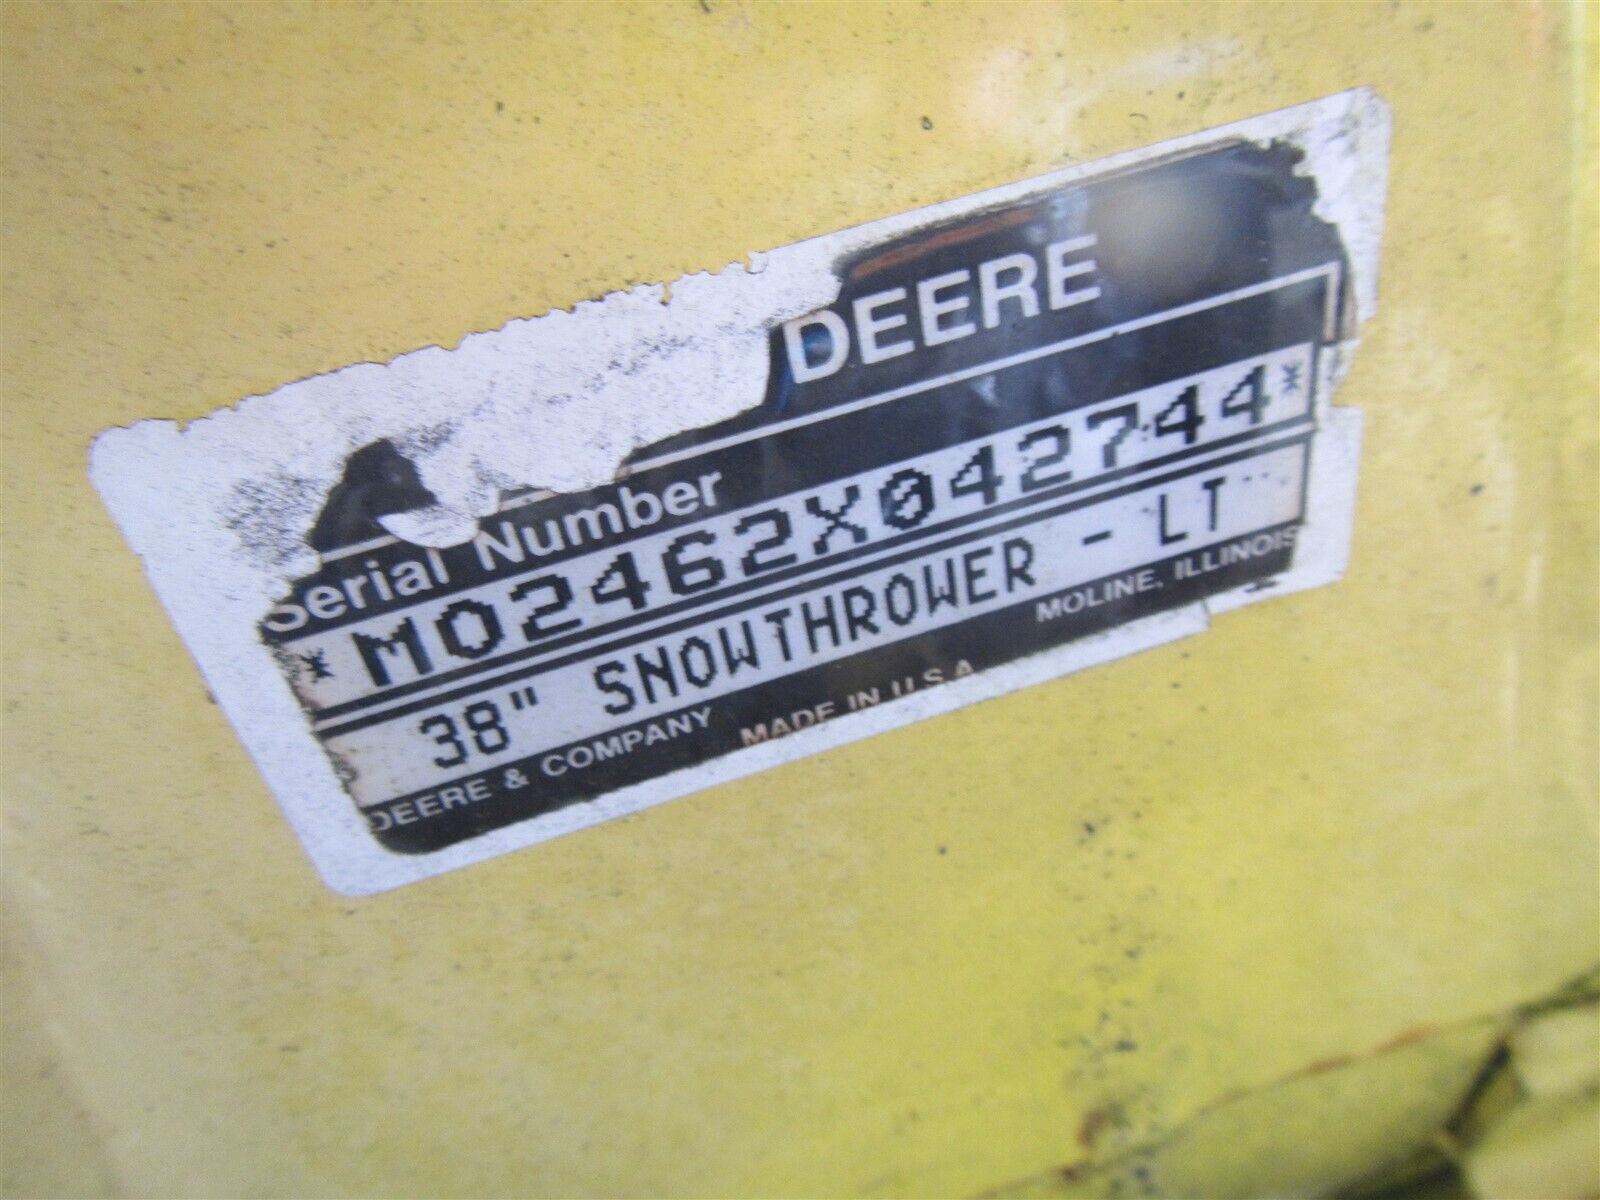 DEERE
Serial Number
*M02462X042744*
38" SNOWTHROWER - LT
DEERE & COMPANY MADE IN U.S.A. MOLINE, ILLINOIS